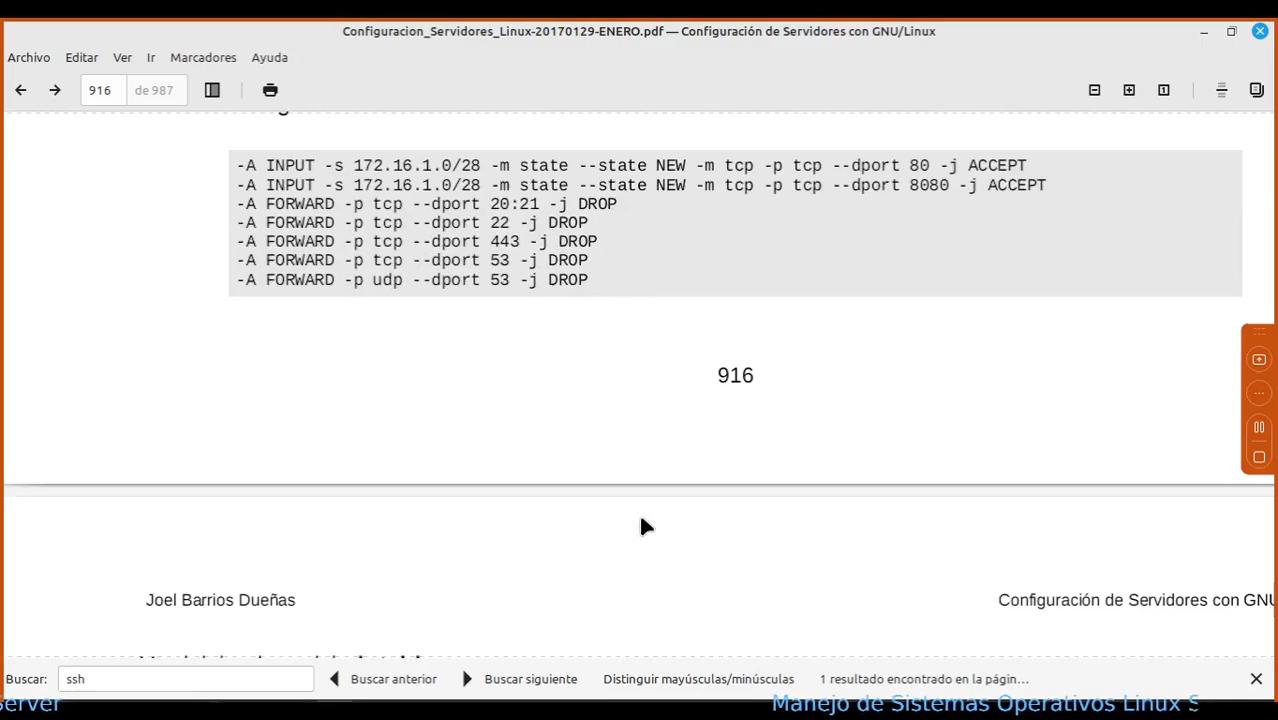 Configuracion_Servidores_Linux-20170129-ENERO.pdf — Configuración de Servidores con GNU/Linux
Archivo Editar Ver Ir Marcadores Ayuda
916 de 987
-A INPUT -s 172.16.1.0/28 -m state --state NEW -m tcp -p tcp --dport 80 -j ACCEPT
-A INPUT -s 172.16.1.0/28 -m state --state NEW -m tcp -p tcp --dport 8080 -j ACCEPT
-A FORWARD -p tcp --dport 20:21 -j DROP
-A FORWARD -p tcp --dport 22 -j DROP
-A FORWARD -p tcp --dport 443 -j DROP
-A FORWARD -p tcp --dport 53 -j DROP
-A FORWARD -p udp --dport 53 -j DROP
916
Joel Barrios Dueñas Configuración de Servidores con GNU
Buscar: ssh Buscar anterior Buscar siguiente Distinguir mayúsculas/minúsculas 1 resultado encontrado en la págin…
Server Manejo de Sistemas Operativos Linux S